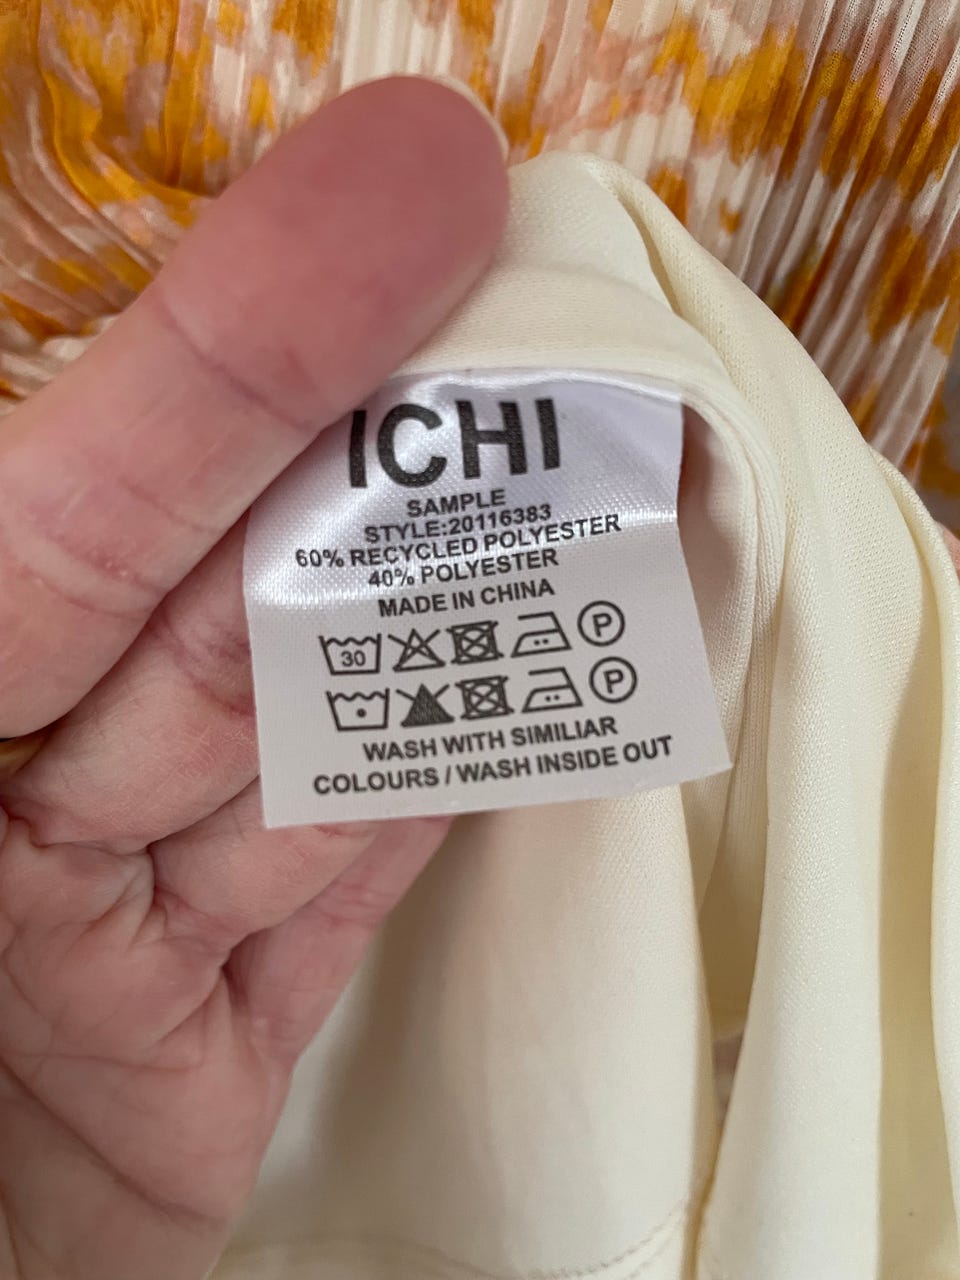 ICHI
SAMPLE
STYLE:20116383
60% RECYCLED POLYESTER
40% POLYESTER
MADE IN CHINA
30 P
P
WASH WITH SIMILIAR
COLOURS / WASH INSIDE OUT